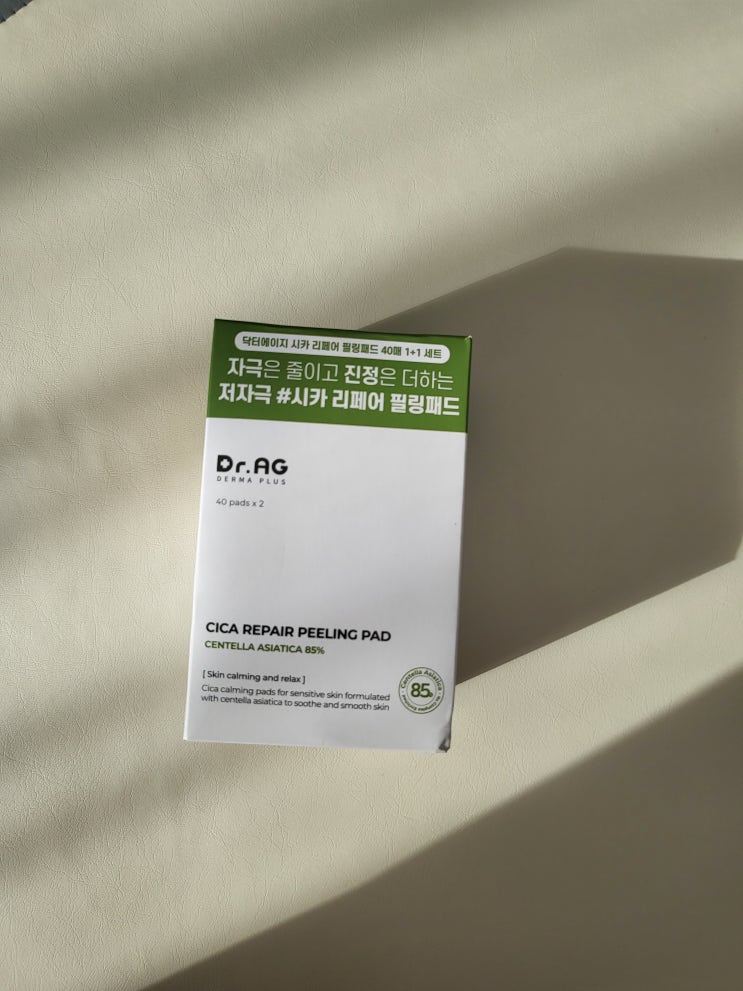 닥터에이지 시카 리페어 필링패드 40매 1+1 세트
자극은 줄이고 진정은 더하는
저자극 #시카 리페어 필링패드
Dr.AG
DERMA PLUS
40 pads x 2
CICA REPAIR PEELING PAD
CENTELLA ASIATICA 85%
[ Skin calming and relax ]
Cica calming pads for sensitive skin formulated
with centella asiatica to soothe and smooth skin
Centella Asiatica
85%